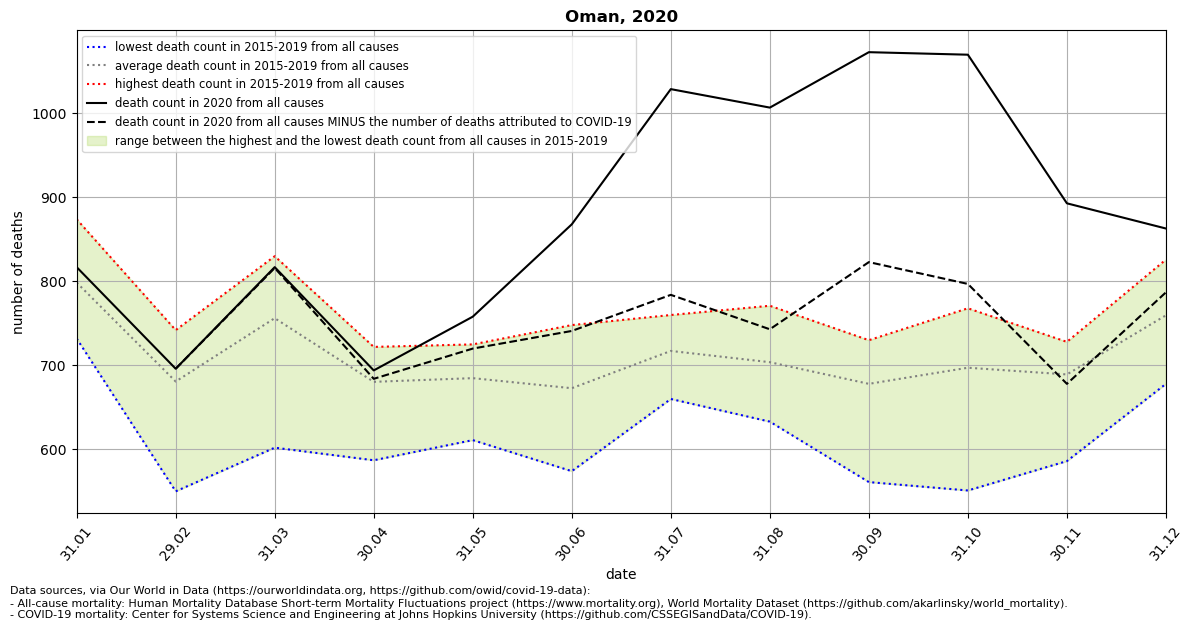 Oman, 2020
lowest death count in 2015-2019 from all causes
average death count in 2015-2019 from all causes
highest death count in 2015-2019 from all causes
death count in 2020 from all causes
death count in 2020 from all causes MINUS the number of deaths attributed to COVID-19
range between the highest and the lowest death count from all causes in 2015-2019
number of deaths
1000
900
800
700
600
31.01
29.02
31.03
30.04
31.05
30.06
31.07
31.08
30.09
31.10
30.11
31.12
date
Data sources, via Our World in Data (https://ourworldindata.org, https://github.com/owid/covid-19-data):
- All-cause mortality: Human Mortality Database Short-term Mortality Fluctuations project (https://www.mortality.org), World Mortality Dataset (https://github.com/akarlinsky/world_mortality).
- COVID-19 mortality: Center for Systems Science and Engineering at Johns Hopkins University (https://github.com/CSSEGISandData/COVID-19).